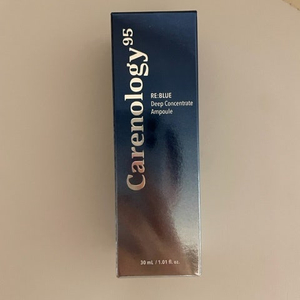 Carenology95
RE:BLUE
Deep Concentrate
Ampoule
30 mL / 1.01 fl. oz.